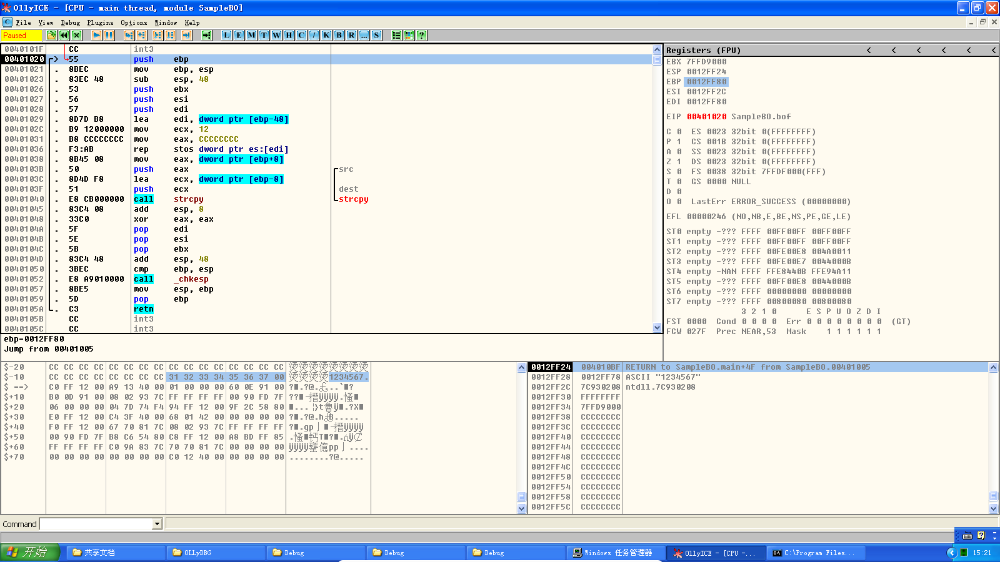 OllyICE - [CPU - main thread, module SampleBO]
File View Debug Plugins Options Window Help
Paused L E M T W H C / K B R ... S ?
0040101F CC int3
00401020 55 push ebp
00401021 . 8BEC mov ebp, esp
00401023 . 83EC 48 sub esp, 48
00401026 . 53 push ebx
00401027 . 56 push esi
00401028 . 57 push edi
00401029 . 8D7D B8 lea edi, dword ptr [ebp-48]
0040102C . B9 12000000 mov ecx, 12
00401031 . B8 CCCCCCCC mov eax, CCCCCCCC
00401036 . F3:AB rep stos dword ptr es:[edi]
00401038 . 8B45 08 mov eax, dword ptr [ebp+8]
0040103B . 50 push eax src
0040103C . 8D4D F8 lea ecx, dword ptr [ebp-8]
0040103F . 51 push ecx dest
00401040 . E8 CB000000 call strcpy strcpy
00401045 . 83C4 08 add esp, 8
00401048 . 33C0 xor eax, eax
0040104A . 5F pop edi
0040104B . 5E pop esi
0040104C . 5B pop ebx
0040104D . 83C4 48 add esp, 48
00401050 . 3BEC cmp ebp, esp
00401052 . E8 A9010000 call _chkesp
00401057 . 8BE5 mov esp, ebp
00401059 . 5D pop ebp
0040105A . C3 retn
0040105B CC int3
0040105C CC int3
ebp=0012FF80
Jump from 00401005
Registers (FPU) < < < < < <
EBX 7FFD9000
ESP 0012FF24
EBP 0012FF80
ESI 0012FF2C
EDI 0012FF80
EIP 00401020 SampleBO.bof
C 0 ES 0023 32bit 0(FFFFFFFF)
P 1 CS 001B 32bit 0(FFFFFFFF)
A 0 SS 0023 32bit 0(FFFFFFFF)
Z 1 DS 0023 32bit 0(FFFFFFFF)
S 0 FS 0038 32bit 7FFDF000(FFF)
T 0 GS 0000 NULL
D 0
O 0 LastErr ERROR_SUCCESS (00000000)
EFL 00000246 (NO,NB,E,BE,NS,PE,GE,LE)
ST0 empty -??? FFFF 00FF00FF 00FF00FF
ST1 empty -??? FFFF 00FF00FF 00FF00FF
ST2 empty -??? FFFF 00FE00E8 004A0011
ST3 empty -??? FFFF 00FE00E7 0044000B
ST4 empty -NAN FFFF FFE8440B FFE94A11
ST5 empty -??? FFFF 00FF00E8 0044000B
ST6 empty -??? FFFF 00000000 00000000
ST7 empty -??? FFFF 00800080 00800080
3 2 1 0 E S P U O Z D I
FST 0000 Cond 0 0 0 0 Err 0 0 0 0 0 0 0 0 (GT)
FCW 027F Prec NEAR,53 Mask 1 1 1 1 1 1
$-20 CC CC CC CC CC CC CC CC CC CC CC CC CC CC CC CC 烫烫烫烫烫烫烫烫
$-10 CC CC CC CC CC CC CC CC 31 32 33 34 35 36 37 00 烫烫烫烫1234567.
$ ==> C0 FF 12 00 A9 13 40 00 01 00 00 00 60 0E 91 00
$+10 B0 0D 91 00 08 02 93 7C FF FF FF FF 00 90 FD 7F
$+20 06 00 00 00 04 7D 74 F4 94 FF 12 00 9F 2C 58 80
$+30 E0 FF 12 00 C4 3F 40 00 68 01 42 00 00 00 00 00
$+40 F0 FF 12 00 67 70 81 7C 08 02 93 7C FF FF FF FF
$+50 00 90 FD 7F B8 C6 54 80 C8 FF 12 00 A8 BD FF 85
$+60 FF FF FF FF C0 9A 83 7C 70 70 81 7C 00 00 00 00
$+70 00 00 00 00 00 00 00 00 C0 12 40 00 00 00 00 00 ........?@.....
0012FF24 004010BF RETURN to SampleBO.main+4F from SampleBO.00401005
0012FF28 0012FF78 ASCII "1234567"
0012FF2C 7C930208 ntdll.7C930208
0012FF30 FFFFFFFF
0012FF34 7FFD9000
0012FF38 CCCCCCCC
0012FF3C CCCCCCCC
0012FF40 CCCCCCCC
0012FF44 CCCCCCCC
0012FF48 CCCCCCCC
0012FF4C CCCCCCCC
0012FF50 CCCCCCCC
0012FF54 CCCCCCCC
0012FF58 CCCCCCCC
0012FF5C CCCCCCCC
Command
开始 共享文档 OLLyDBG Debug Debug Debug Windows 任务管理器 OllyICE - [CPU -... C:\Program Files... 15:21